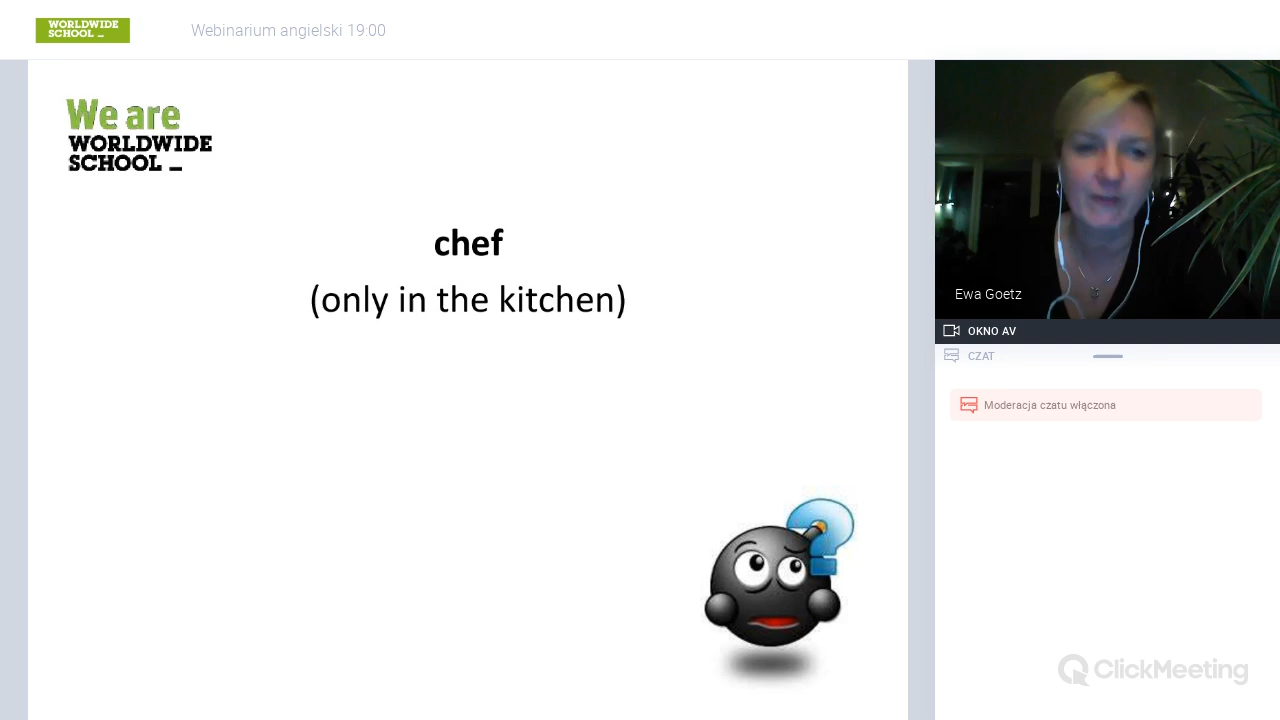 WORLDWIDE
SCHOOL _
Webinarium angielski 19:00
We are
WORLDWIDE
SCHOOL _
chef
(only in the kitchen)
Ewa Goetz
OKNO AV
CZAT
Moderacja czatu włączona
ClickMeeting